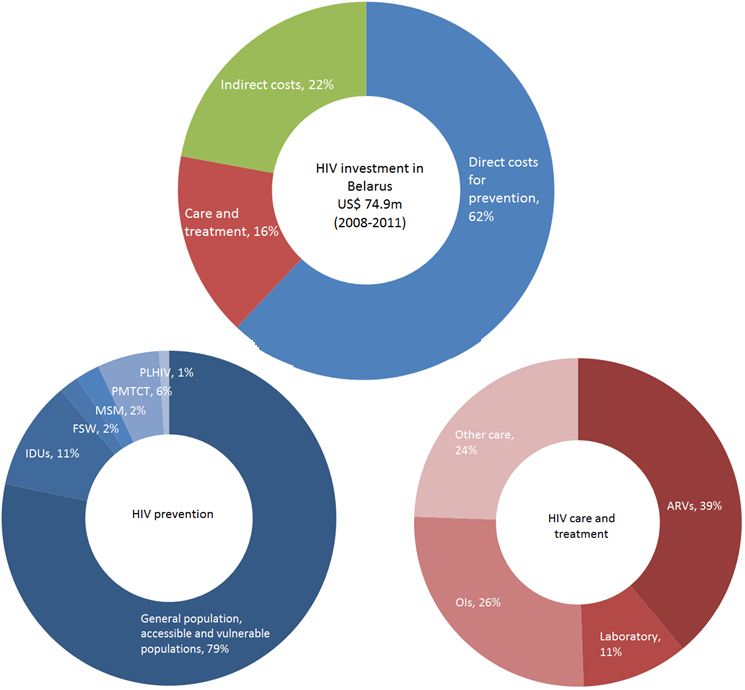 Indirect costs, 22%
HIV investment in
Belarus
US$ 74.9m
(2008-2011)
Direct costs
for
prevention,
62%
Care and
treatment, 16%
PLHIV, 1%
PMTCT, 6%
MSM, 2%
FSW, 2%
IDUs, 11%
HIV prevention
General population,
accessible and vulnerable
populations, 79%
Other care,
24%
ARVs, 39%
HIV care and
treatment
OIs, 26%
Laboratory,
11%